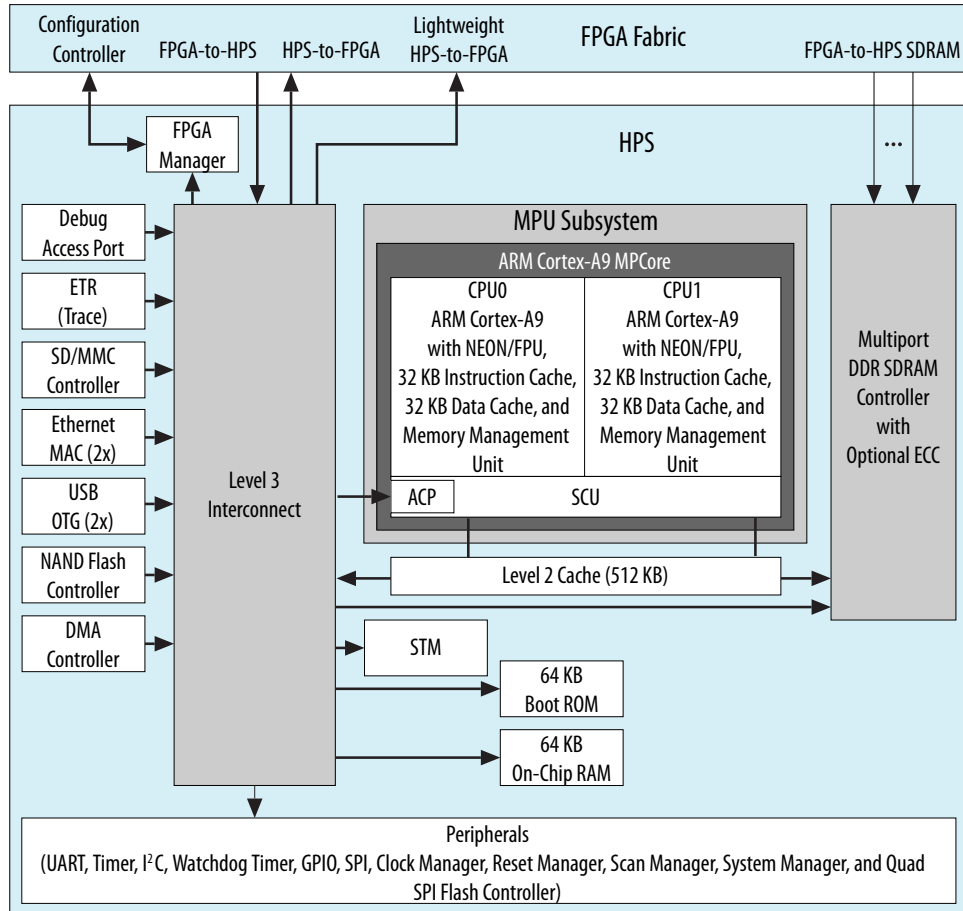 Configuration
Controller
FPGA-to-HPS
HPS-to-FPGA
Lightweight
HPS-to-FPGA
FPGA Fabric
FPGA-to-HPS SDRAM
FPGA
Manager
HPS
...
Debug
Access Port
ETR
(Trace)
SD/MMC
Controller
Ethernet
MAC (2x)
USB
OTG (2x)
NAND Flash
Controller
DMA
Controller
Level 3
Interconnect
MPU Subsystem
ARM Cortex-A9 MPCore
CPU0
ARM Cortex-A9
with NEON/FPU,
32 KB Instruction Cache,
32 KB Data Cache, and
Memory Management
Unit
CPU1
ARM Cortex-A9
with NEON/FPU,
32 KB Instruction Cache,
32 KB Data Cache, and
Memory Management
Unit
ACP
SCU
Level 2 Cache (512 KB)
Multiport
DDR SDRAM
Controller
with
Optional ECC
STM
64 KB
Boot ROM
64 KB
On-Chip RAM
Peripherals
(UART, Timer, I²C, Watchdog Timer, GPIO, SPI, Clock Manager, Reset Manager, Scan Manager, System Manager, and Quad
SPI Flash Controller)